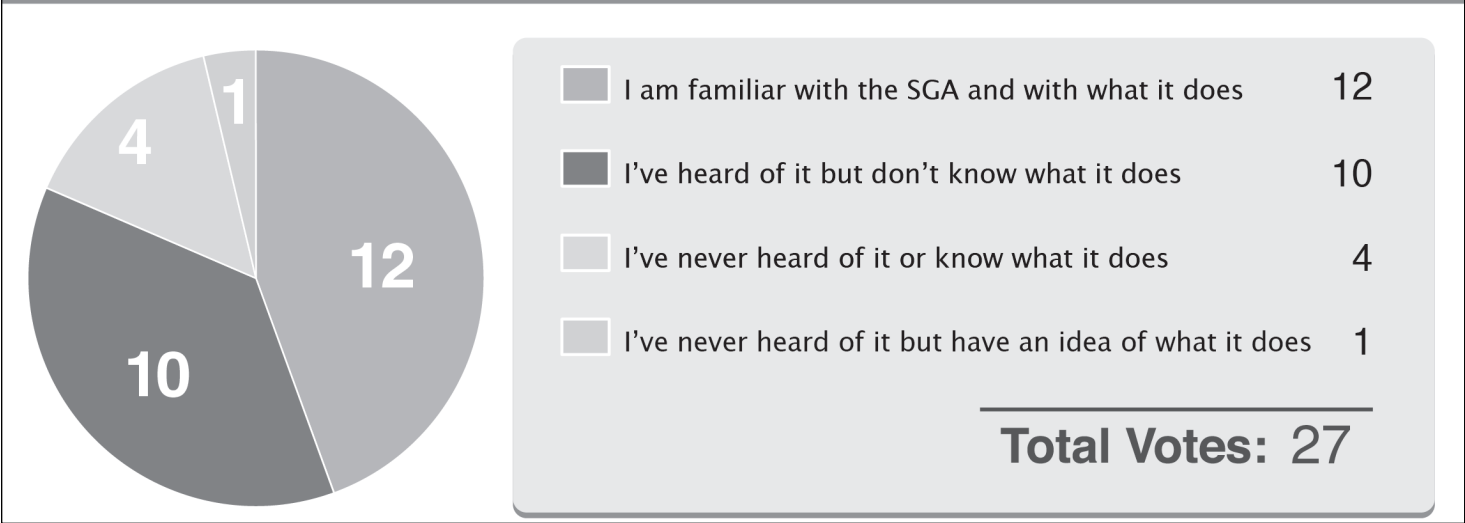 1
4
12
10
I am familiar with the SGA and with what it does 12
I've heard of it but don't know what it does 10
I've never heard of it or know what it does 4
I've never heard of it but have an idea of what it does 1
Total Votes: 27